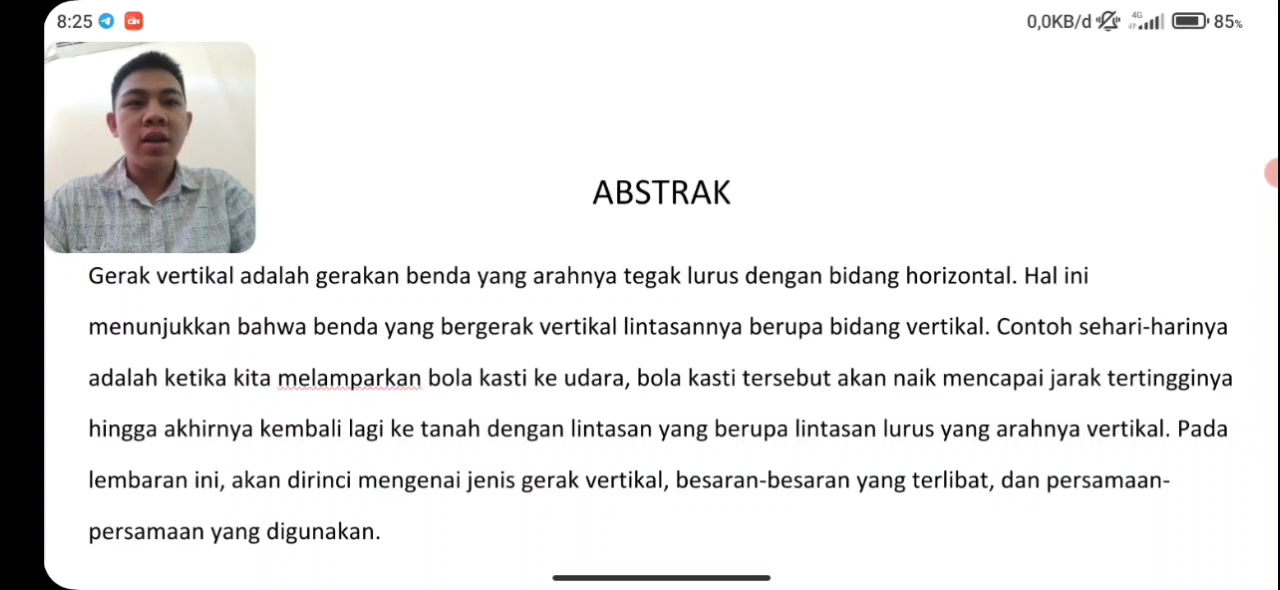 8:25
0,0KB/d 4G 85%
ABSTRAK
Gerak vertikal adalah gerakan benda yang arahnya tegak lurus dengan bidang horizontal. Hal ini
menunjukkan bahwa benda yang bergerak vertikal lintasannya berupa bidang vertikal. Contoh sehari-harinya
adalah ketika kita melamparkan bola kasti ke udara, bola kasti tersebut akan naik mencapai jarak tertingginya
hingga akhirnya kembali lagi ke tanah dengan lintasan yang berupa lintasan lurus yang arahnya vertikal. Pada
lembaran ini, akan dirinci mengenai jenis gerak vertikal, besaran-besaran yang terlibat, dan persamaan-
persamaan yang digunakan.